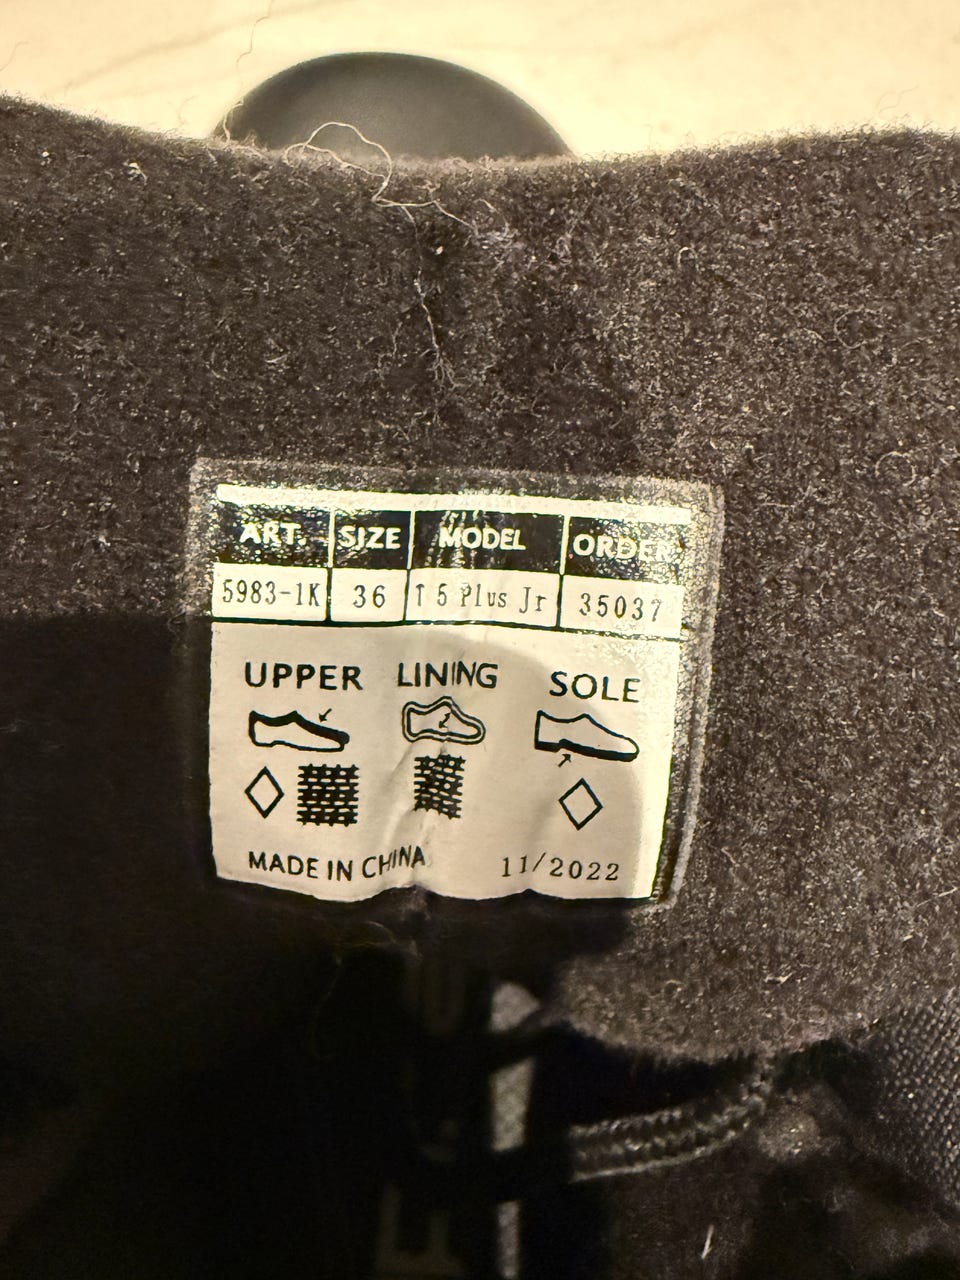 ART. SIZE MODEL ORDER
5983-1K 36 5 Plus Jr 35037
UPPER LINING SOLE
MADE IN CHINA 11/2022